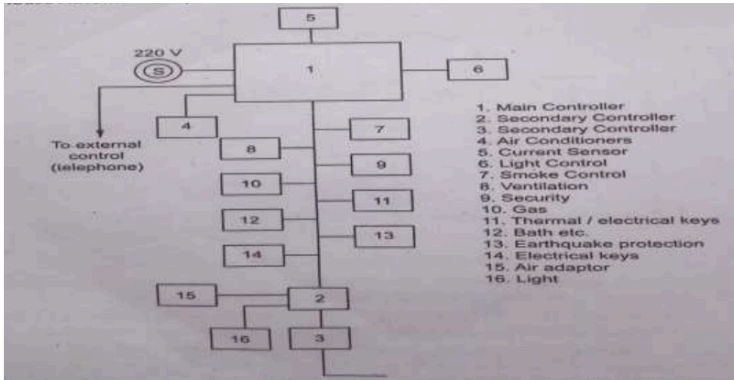 5
220 V
S
1
6
4
7
To external
control
(telephone)
8
9
10
11
12
13
14
15
2
16
3
1. Main Controller
2. Secondary Controller
3. Secondary Controller
4. Air Conditioners
5. Current Sensor
6. Light Control
7. Smoke Control
8. Ventilation
9. Security
10. Gas
11. Thermal / electrical keys
12. Bath etc.
13. Earthquake protection
14. Electrical keys
15. Air adaptor
16. Light